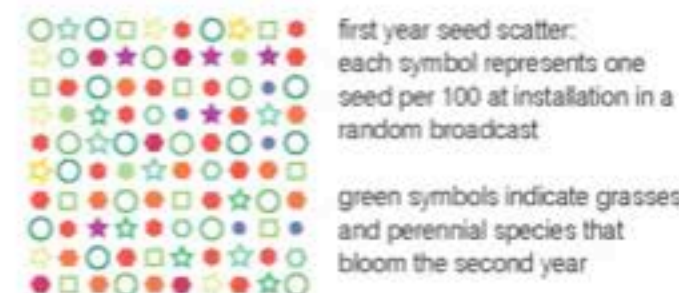 first year seed scatter:
each symbol represents one
seed per 100 at installation in a
random broadcast
green symbols indicate grasses
and perennial species that
bloom the second year